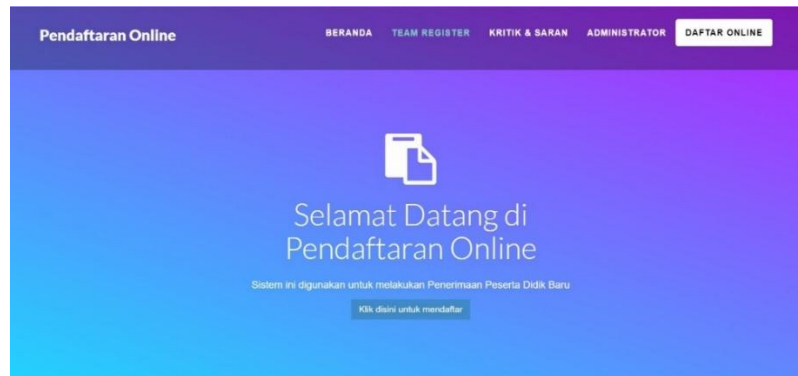 Pendaftaran Online
BERANDA TEAM REGISTER KRITIK & SARAN ADMINISTRATOR DAFTAR ONLINE
Selamat Datang di
Pendaftaran Online
Sistem ini digunakan untuk melakukan Penerimaan Peserta Didik Baru
Klik disini untuk mendaftar